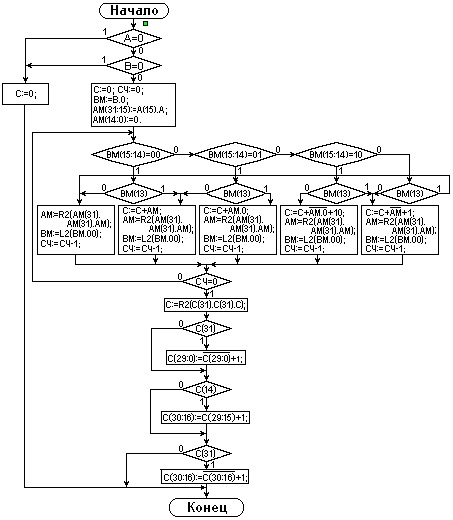 Начало
1
A=0
0
1
B=0
0
C:=0;
C:=0; СЧ:=0;
BM:=B.0;
AM(31:15):=A(15).A;
AM(14:0):=0.
BM(15:14)=00
0
BM(15:14)=01
0
BM(15:14)=10
0
1
1
1
0
BM(13)
1
0
BM(13)
1
0
BM(13)
1
0
BM(13)
1
AM=R2(AM(31).
AM(31).AM);
BM:=L2(BM.00);
СЧ:=СЧ-1;
C:=C+AM;
AM=R2(AM(31).
AM(31).AM);
BM:=L2(BM.00);
СЧ:=СЧ-1;
C:=C+AM.0;
AM=R2(AM(31).
AM(31).AM);
BM:=L2(BM.00);
СЧ:=СЧ-1;
C:=C+AM.0+10;
AM=R2(AM(31).
AM(31).AM);
BM:=L2(BM.00);
СЧ:=СЧ-1;
C:=C+AM+1;
AM=R2(AM(31).
AM(31).AM);
BM:=L2(BM.00);
СЧ:=СЧ-1;
0
СЧ=0
1
C:=R2(C(31).C(31).C);
0
C(31)
1
C(29:0):=C(29:0)+1;
0
C(14)
1
C(30:16):=C(29:15)+1;
0
C(31)
1
C(30:16):=C(30:16)+1;
Конец